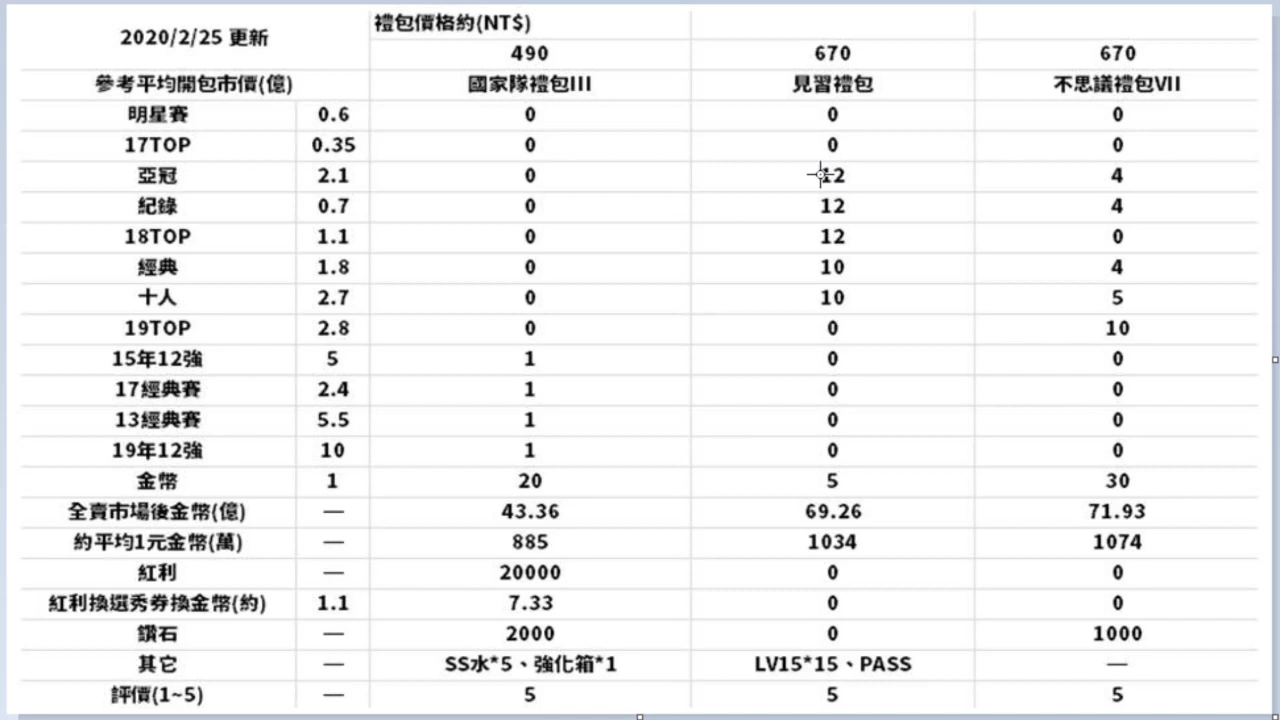 2020/2/25 更新
禮包價格約(NT$)
490 670 670
參考平均開包市價(億) 國家隊禮包III 見習禮包 不思議禮包VII
明星賽 0.6 0 0 0
17TOP 0.35 0 0 0
亞冠 2.1 0 12 4
紀錄 0.7 0 12 4
18TOP 1.1 0 12 0
經典 1.8 0 10 4
十人 2.7 0 10 5
19TOP 2.8 0 0 10
15年12強 5 1 0 0
17經典賽 2.4 1 0 0
13經典賽 5.5 1 0 0
19年12強 10 1 0 0
金幣 1 20 5 30
全賣市場後金幣(億) — 43.36 69.26 71.93
約平均1元金幣(萬) — 885 1034 1074
紅利 — 20000 0 0
紅利換選秀券換金幣(約) 1.1 7.33 0 0
鑽石 — 2000 0 1000
其它 — SS水*5、強化箱*1 LV15*15、PASS —
評價(1~5) — 5 5 5